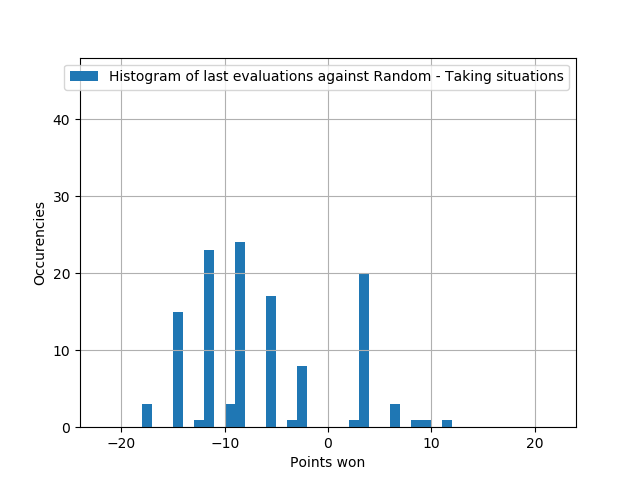 Histogram of last evaluations against Random - Taking situations
40
30
20
10
0
Occurencies
−20 −10 0 10 20
Points won